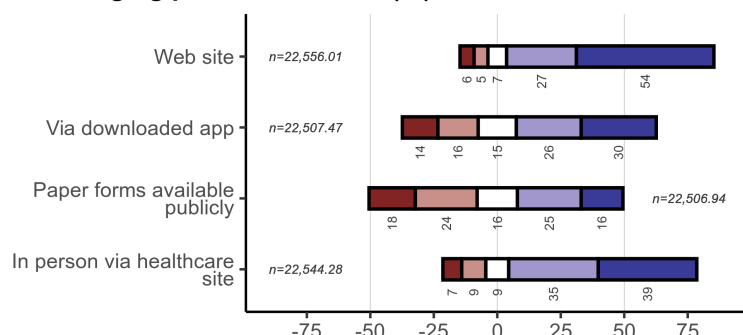 Web site
n=22,556.01
6 5 7 27 54
Via downloaded app
n=22,507.47
14 16 15 26 30
Paper forms available
publicly
n=22,506.94
18 24 16 25 16
In person via healthcare
site
n=22,544.28
7 9 9 35 39
-75 -50 -25 0 25 50 75